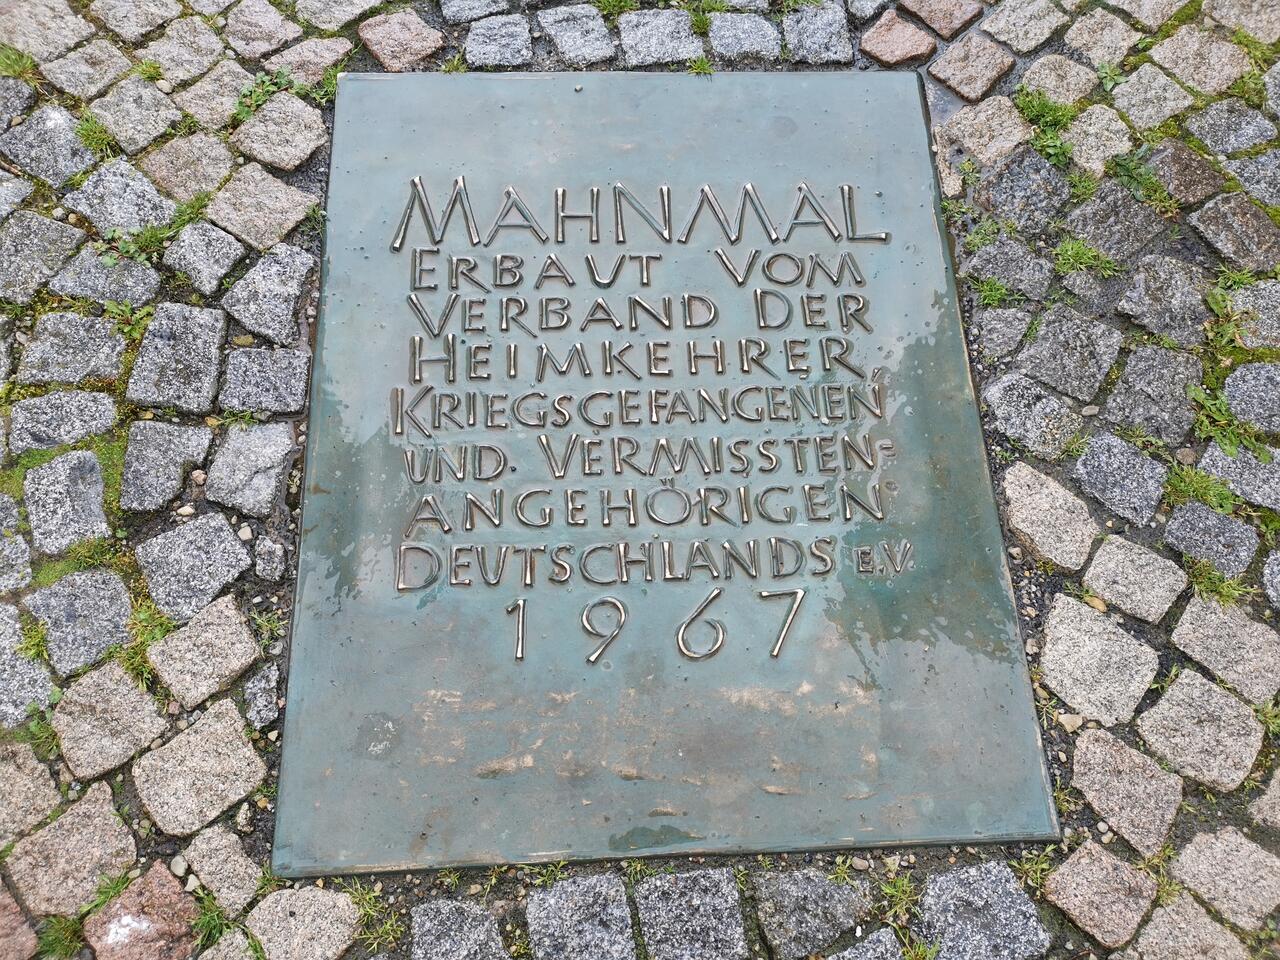 MAHNMAL
ERBAUT VOM
VERBAND DER
HEIMKEHRER,
KRIEGSGEFANGENEN
UND VERMISSTEN=
ANGEHÖRIGEN
DEUTSCHLANDS E.V.
1967